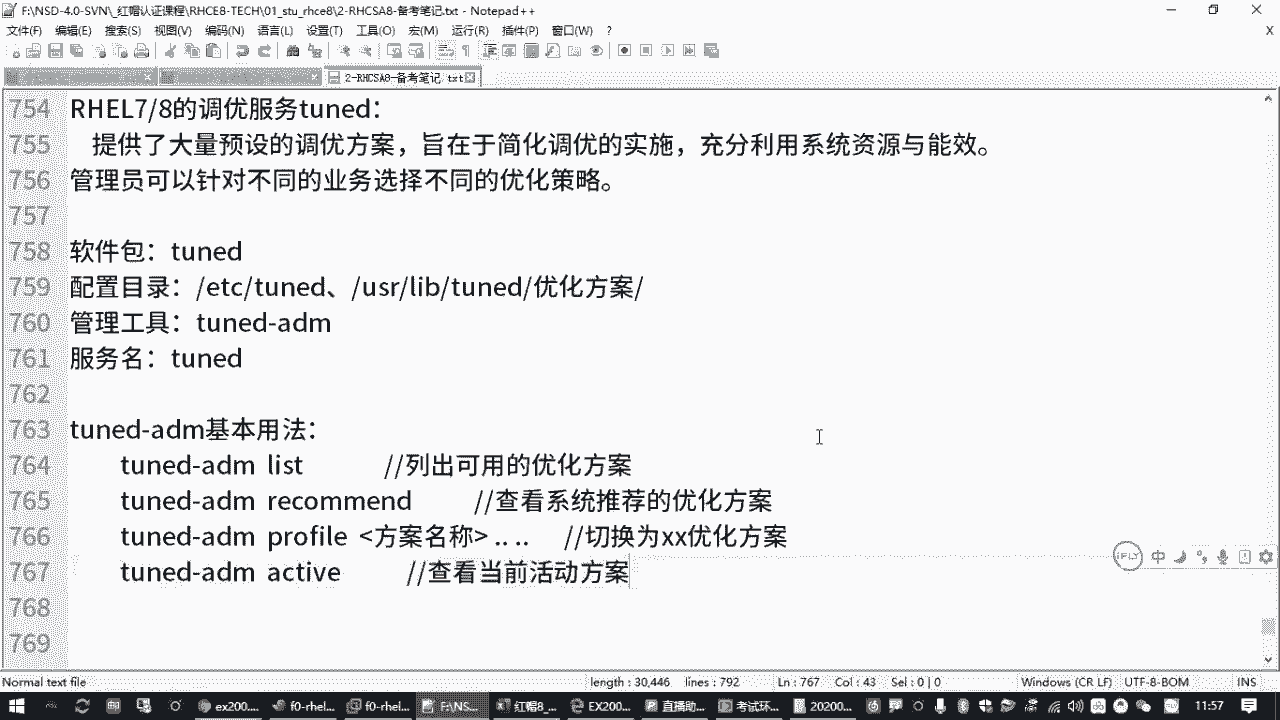 F:\NSD-4.0-SVN\_红帽认证课程\RHCE8-TECH\01_stu_rhce8\2-RHCSA8-备考笔记.txt - Notepad++
文件(F) 编辑(E) 搜索(S) 视图(V) 编码(N) 语言(L) 设置(T) 工具(O) 宏(M) 运行(R) 插件(P) 窗口(W) ? X
2-RHCSA8-备考笔记.txt
754 RHEL7/8的调优服务tuned：
755 提供了大量预设的调优方案，旨在于简化调优的实施，充分利用系统资源与能效。
756 管理员可以针对不同的业务选择不同的优化策略。
757
758 软件包：tuned
759 配置目录：/etc/tuned、/usr/lib/tuned/优化方案/
760 管理工具：tuned-adm
761 服务名：tuned
762
763 tuned-adm基本用法：
764 tuned-adm list //列出可用的优化方案
765 tuned-adm recommend //查看系统推荐的优化方案
766 tuned-adm profile <方案名称> .. .. //切换为xx优化方案
767 tuned-adm active //查看当前活动方案
768
769
iFLY 中
Normal text file length : 30,446 lines : 792 Ln : 767 Col : 43 Sel : 0 | 0 Windows (CR LF) UTF-8-BOM INS
ex200... f0-rhel... f0-rhel... F:\NS... 红帽8_... EX200... 直播助... 考试环... 20200... 11:57